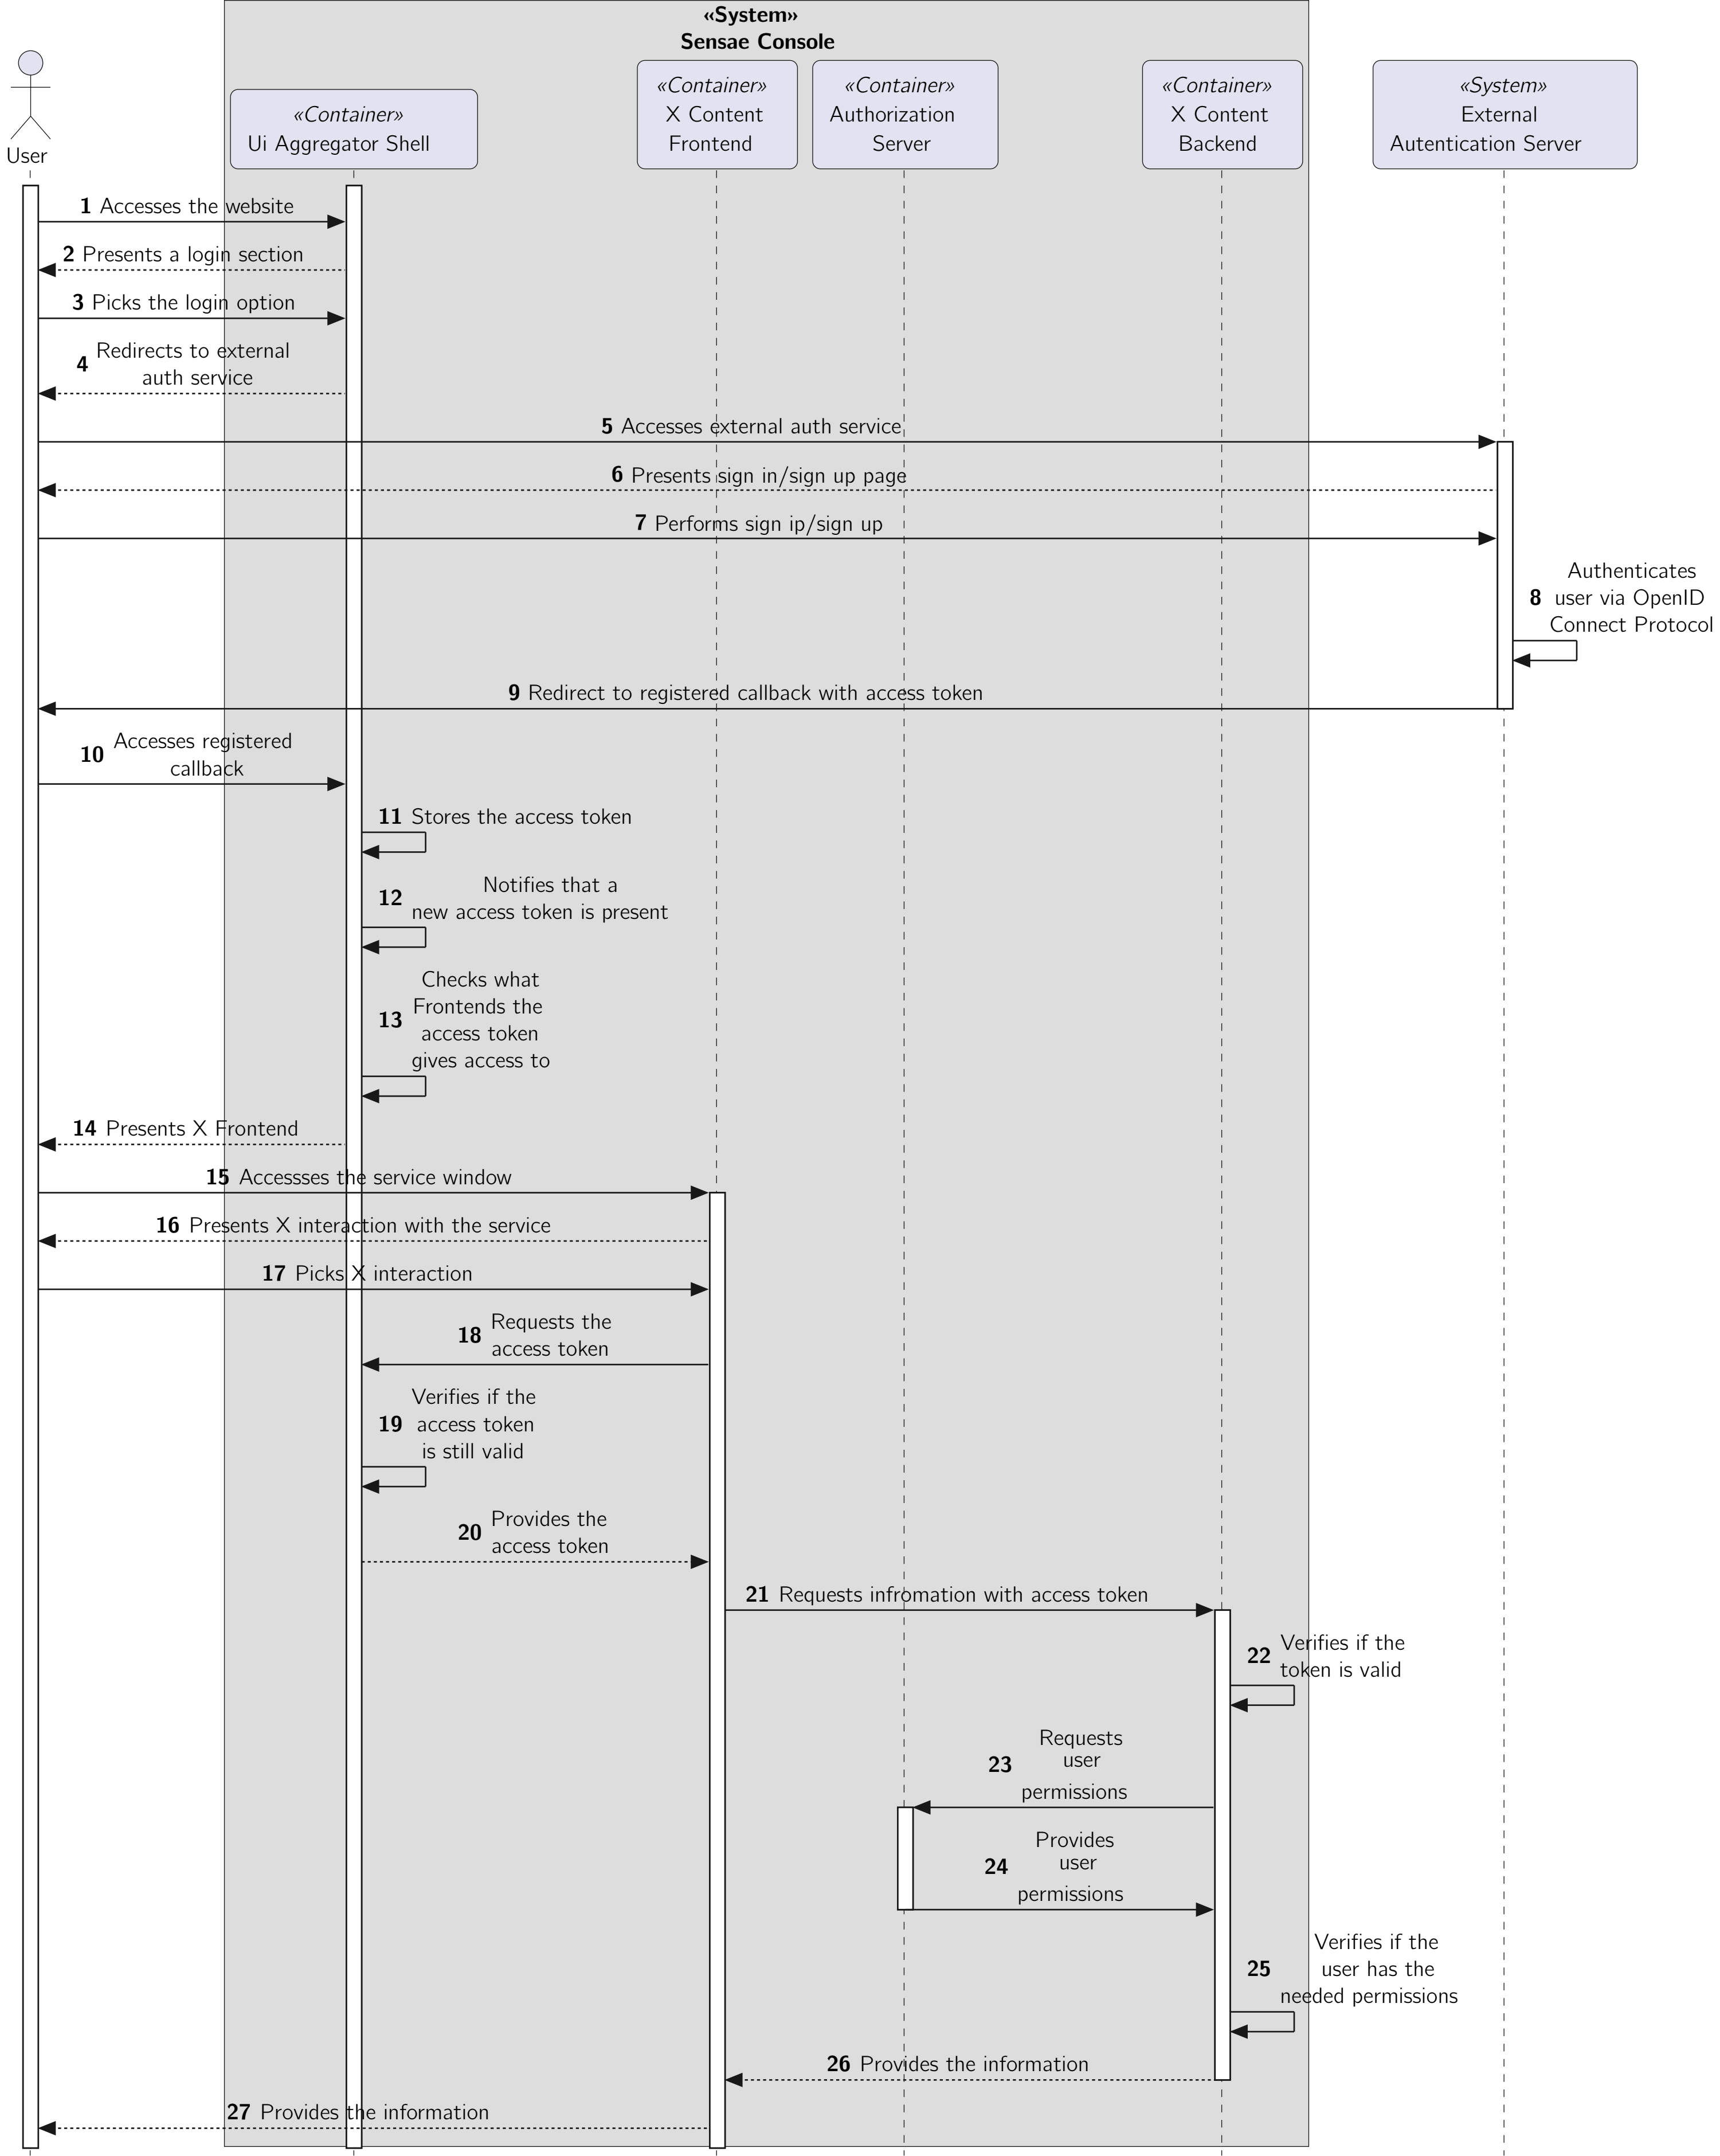 «System»
Sensae Console
User
«Container»
Ui Aggregator Shell
«Container»
X Content
Frontend
«Container»
Authorization
Server
«Container»
X Content
Backend
«System»
External
Autentication Server
1 Accesses the website
2 Presents a login section
3 Picks the login option
4 Redirects to external
auth service
5 Accesses external auth service
6 Presents sign in/sign up page
7 Performs sign ip/sign up
8 Authenticates
user via OpenID
Connect Protocol
9 Redirect to registered callback with access token
10 Accesses registered
callback
11 Stores the access token
12 Notifies that a
new access token is present
13 Checks what
Frontends the
access token
gives access to
14 Presents X Frontend
15 Accessses the service window
16 Presents X interaction with the service
17 Picks X interaction
18 Requests the
access token
19 Verifies if the
access token
is still valid
20 Provides the
access token
21 Requests infromation with access token
22 Verifies if the
token is valid
23 Requests
user
permissions
24 Provides
user
permissions
25 Verifies if the
user has the
needed permissions
26 Provides the information
27 Provides the information